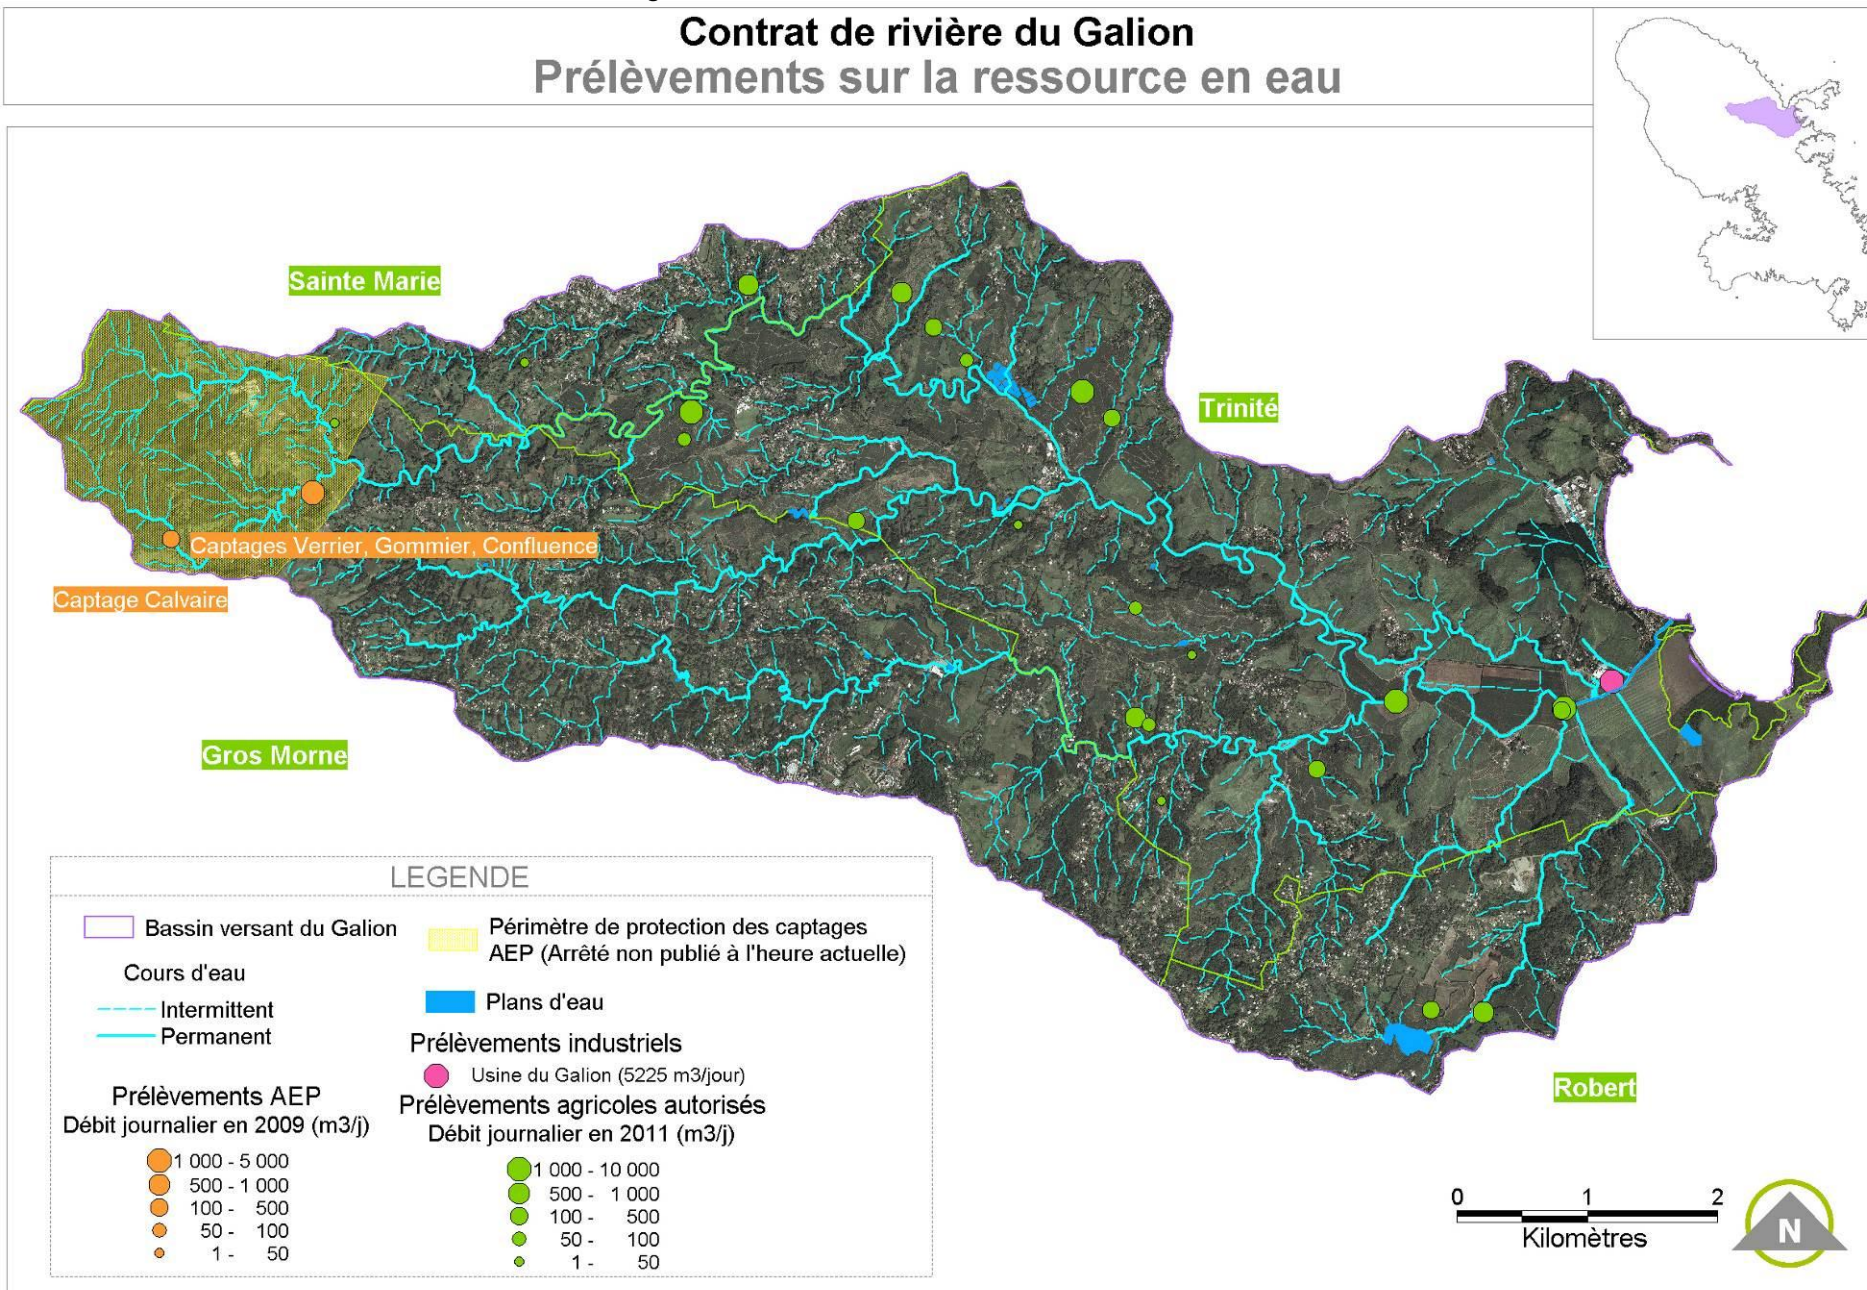 Contrat de rivière du Galion
Prélèvements sur la ressource en eau
Sainte Marie
Trinité
Captages Verrier, Gommier, Confluence
Captage Calvaire
Gros Morne
Robert
LEGENDE
Bassin versant du Galion
Cours d'eau
Intermittent
Permanent
Prélèvements AEP
Débit journalier en 2009 (m3/j)
1 000 - 5 000
500 - 1 000
100 - 500
50 - 100
1 - 50
Périmètre de protection des captages
AEP (Arrêté non publié à l'heure actuelle)
Plans d'eau
Prélèvements industriels
Usine du Galion (5225 m3/jour)
Prélèvements agricoles autorisés
Débit journalier en 2011 (m3/j)
1 000 - 10 000
500 - 1 000
100 - 500
50 - 100
1 - 50
0 1 2
Kilomètres
N